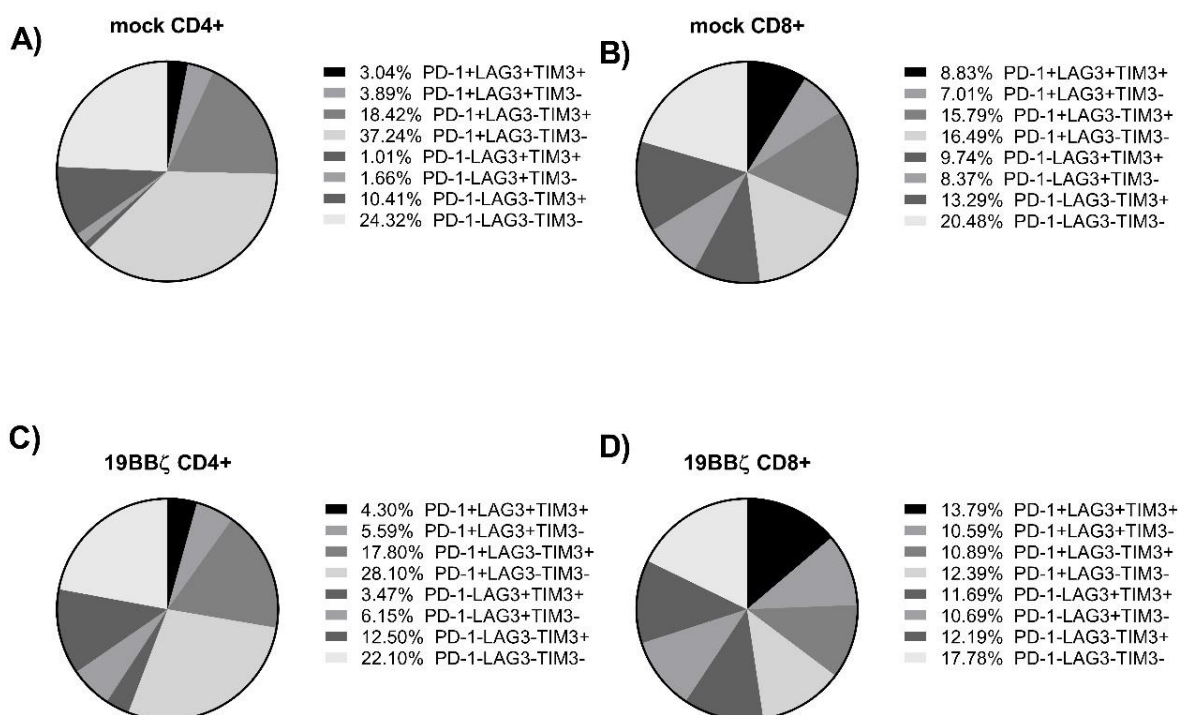 A)
mock CD4+
3.04% PD-1+LAG3+TIM3+
3.89% PD-1+LAG3+TIM3-
18.42% PD-1+LAG3-TIM3+
37.24% PD-1+LAG3-TIM3-
1.01% PD-1-LAG3+TIM3+
1.66% PD-1-LAG3+TIM3-
10.41% PD-1-LAG3-TIM3+
24.32% PD-1-LAG3-TIM3-
B)
mock CD8+
8.83% PD-1+LAG3+TIM3+
7.01% PD-1+LAG3+TIM3-
15.79% PD-1+LAG3-TIM3+
16.49% PD-1+LAG3-TIM3-
9.74% PD-1-LAG3+TIM3+
8.37% PD-1-LAG3+TIM3-
13.29% PD-1-LAG3-TIM3+
20.48% PD-1-LAG3-TIM3-
C)
19BBζ CD4+
4.30% PD-1+LAG3+TIM3+
5.59% PD-1+LAG3+TIM3-
17.80% PD-1+LAG3-TIM3+
28.10% PD-1+LAG3-TIM3-
3.47% PD-1-LAG3+TIM3+
6.15% PD-1-LAG3+TIM3-
12.50% PD-1-LAG3-TIM3+
22.10% PD-1-LAG3-TIM3-
D)
19BBζ CD8+
13.79% PD-1+LAG3+TIM3+
10.59% PD-1+LAG3+TIM3-
10.89% PD-1+LAG3-TIM3+
12.39% PD-1+LAG3-TIM3-
11.69% PD-1-LAG3+TIM3+
10.69% PD-1-LAG3+TIM3-
12.19% PD-1-LAG3-TIM3+
17.78% PD-1-LAG3-TIM3-